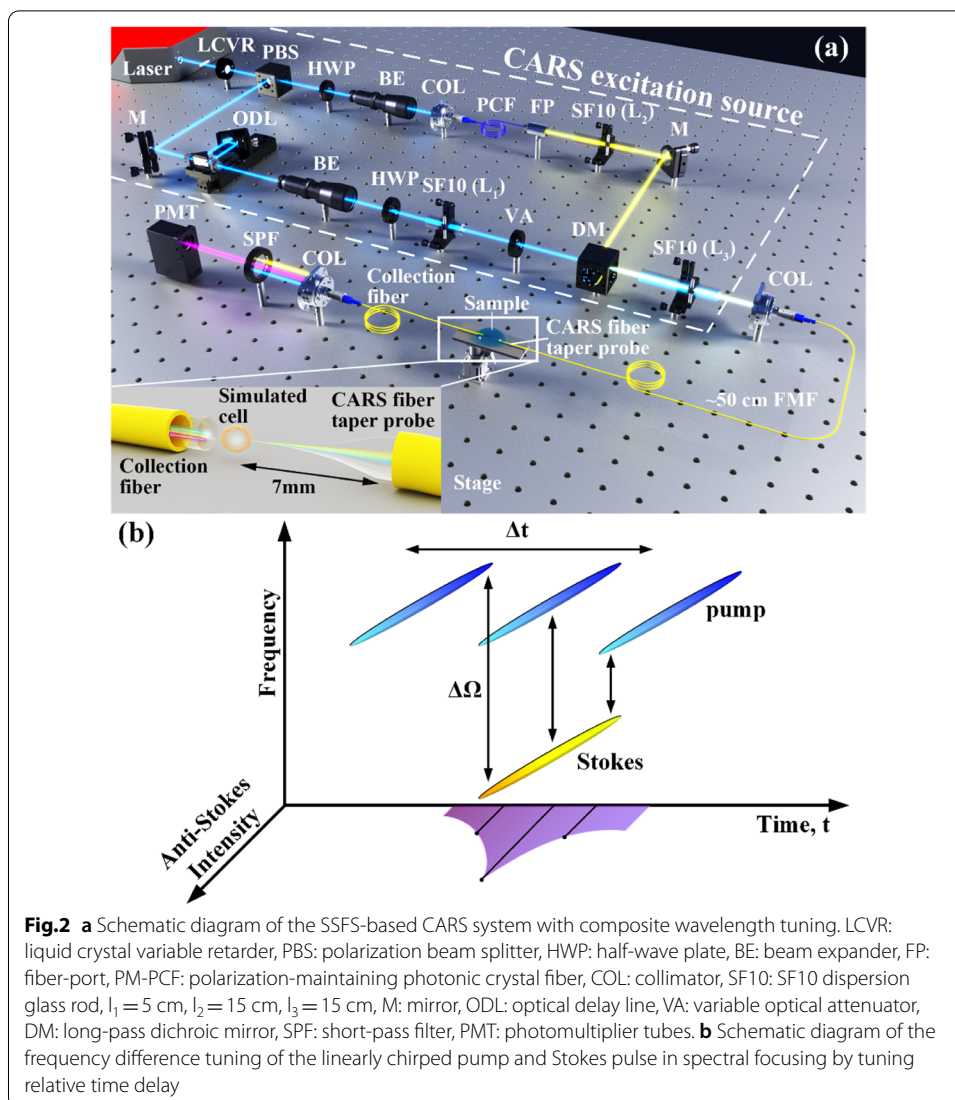 (a)
CARS excitation source
Laser
LCVR
PBS
HWP
BE
COL
PCF
FP
SF10 (L₂)
M
M
ODL
BE
HWP
SF10 (L₁)
VA
DM
SF10 (L₃)
COL
PMT
SPF
COL
Collection
fiber
Sample
CARS fiber
taper probe
~50 cm FMF
Stage
Simulated
cell
CARS fiber
taper probe
Collection
fiber
7mm
(b)
Δt
Frequency
pump
ΔΩ
Stokes
Time, t
Anti-Stokes
Intensity
Fig.2 a Schematic diagram of the SSFS-based CARS system with composite wavelength tuning. LCVR:
liquid crystal variable retarder, PBS: polarization beam splitter, HWP: half-wave plate, BE: beam expander, FP:
fiber-port, PM-PCF: polarization-maintaining photonic crystal fiber, COL: collimator, SF10: SF10 dispersion
glass rod, l₁ = 5 cm, l₂ = 15 cm, l₃ = 15 cm, M: mirror, ODL: optical delay line, VA: variable optical attenuator,
DM: long-pass dichroic mirror, SPF: short-pass filter, PMT: photomultiplier tubes. b Schematic diagram of the
frequency difference tuning of the linearly chirped pump and Stokes pulse in spectral focusing by tuning
relative time delay